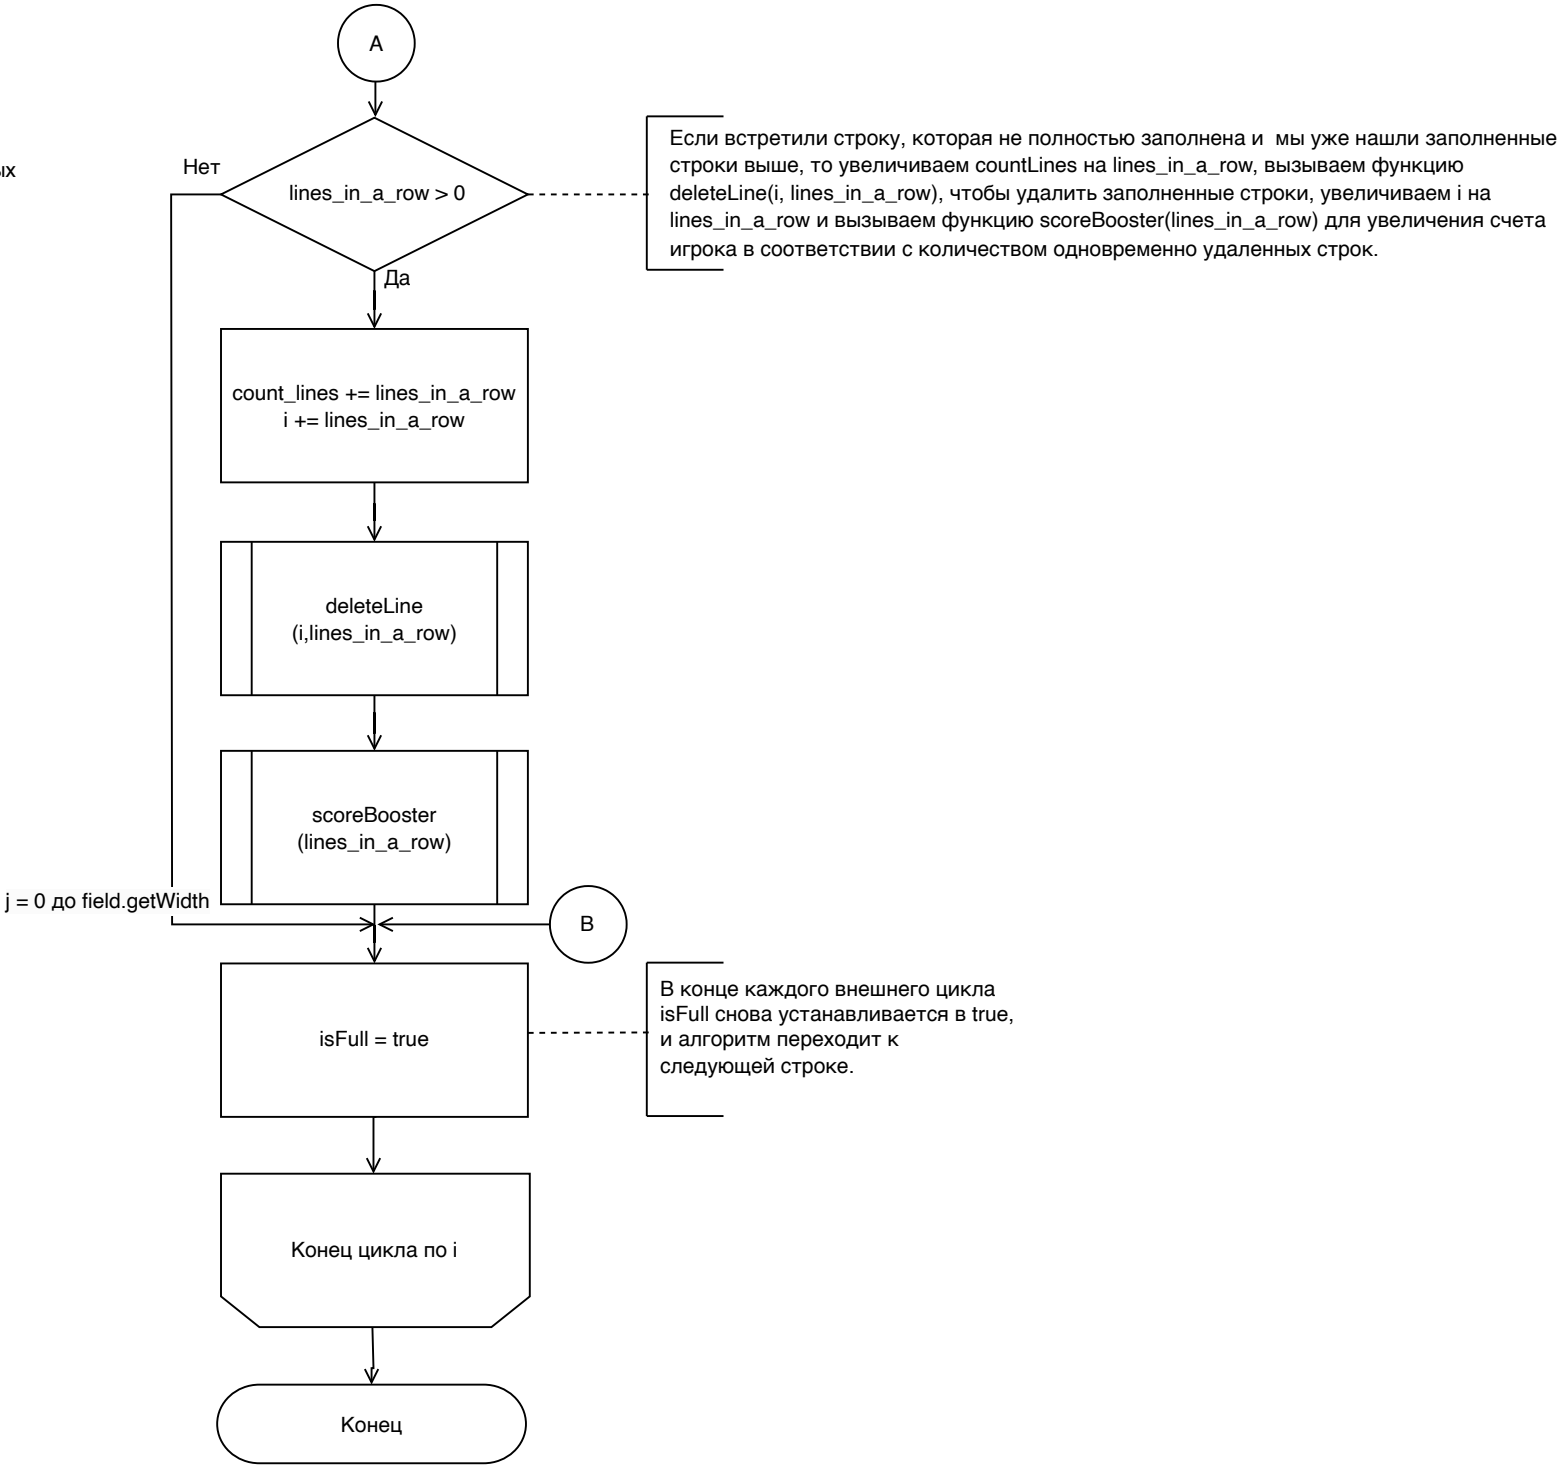 A
ых
Нет
lines_in_a_row > 0
Если встретили строку, которая не полностью заполнена и  мы уже нашли заполненные
строки выше, то увеличиваем countLines на lines_in_a_row, вызываем функцию
deleteLine(i, lines_in_a_row), чтобы удалить заполненные строки, увеличиваем i на
lines_in_a_row и вызываем функцию scoreBooster(lines_in_a_row) для увеличения счета
игрока в соответствии с количеством одновременно удаленных строк.
Да
count_lines += lines_in_a_row
i += lines_in_a_row
deleteLine
(i,lines_in_a_row)
scoreBooster
(lines_in_a_row)
j = 0 до field.getWidth
B
isFull = true
В конце каждого внешнего цикла
isFull снова устанавливается в true,
и алгоритм переходит к
следующей строке.
Конец цикла по i
Конец